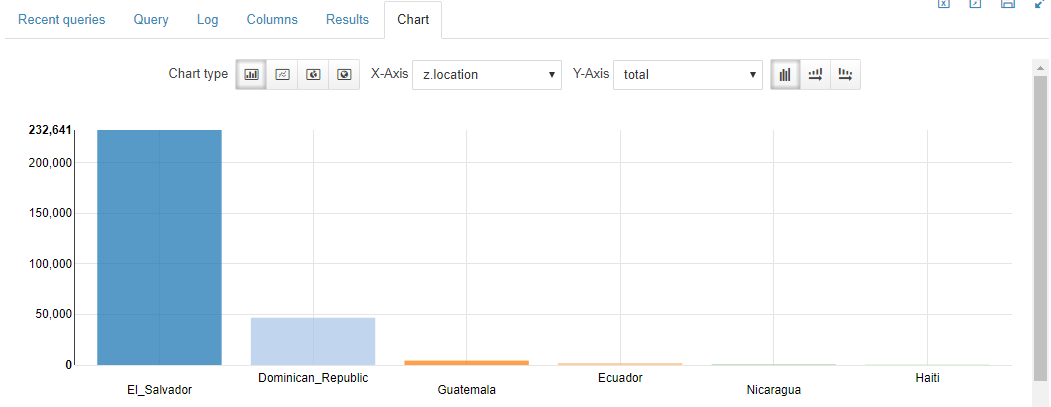 Recent queries Query Log Columns Results Chart
Chart type X-Axis z.location Y-Axis total
232,641
200,000
150,000
100,000
50,000
0
El_Salvador Dominican_Republic Guatemala Ecuador Nicaragua Haiti